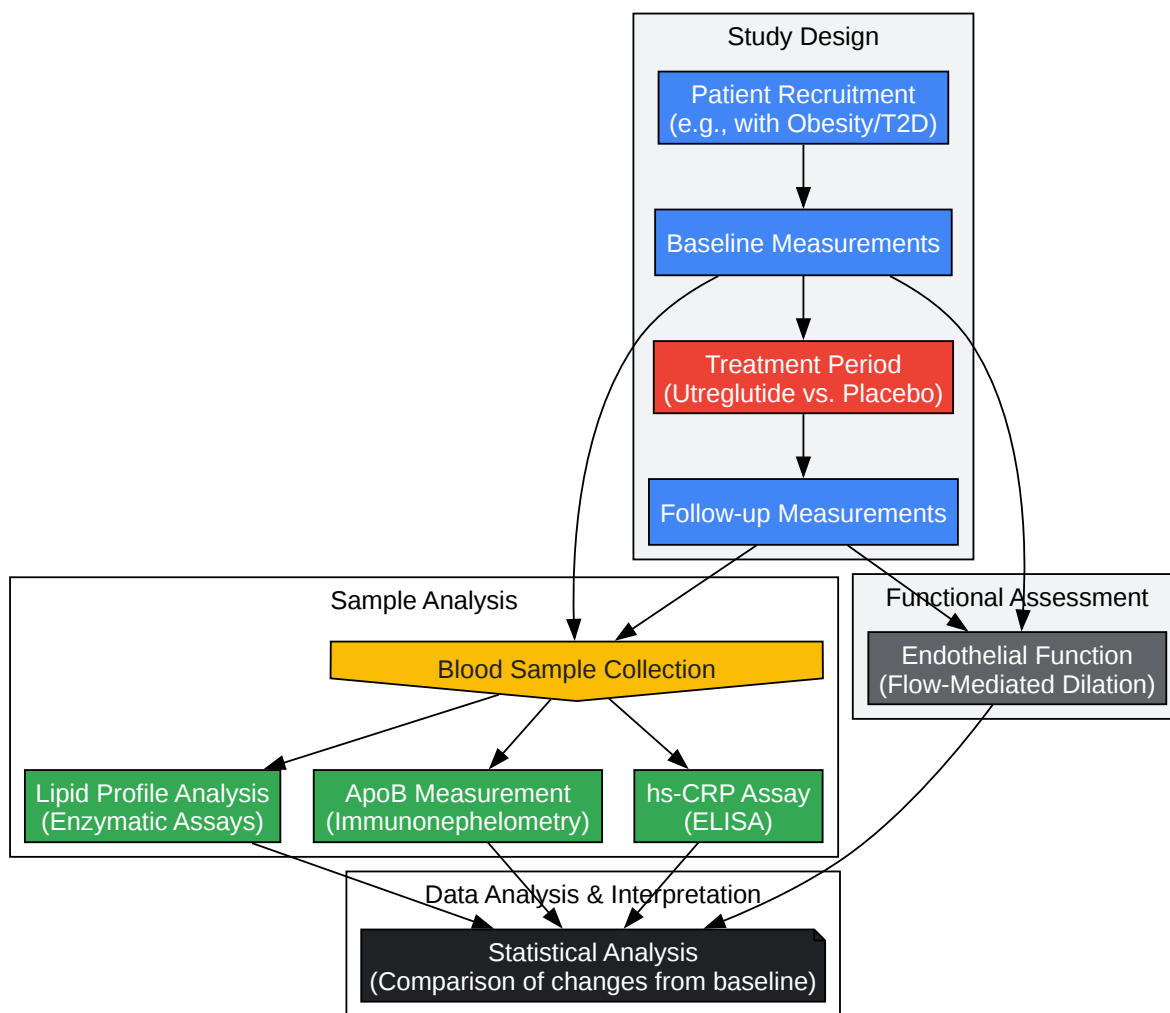 Study Design
Patient Recruitment
(e.g., with Obesity/T2D)
Baseline Measurements
Treatment Period
(Utreglutide vs. Placebo)
Follow-up Measurements
Sample Analysis
Functional Assessment
Blood Sample Collection
Endothelial Function
(Flow-Mediated Dilation)
Lipid Profile Analysis
(Enzymatic Assays)
ApoB Measurement
(Immunonephelometry)
hs-CRP Assay
(ELISA)
Data Analysis & Interpretation
Statistical Analysis
(Comparison of changes from baseline)